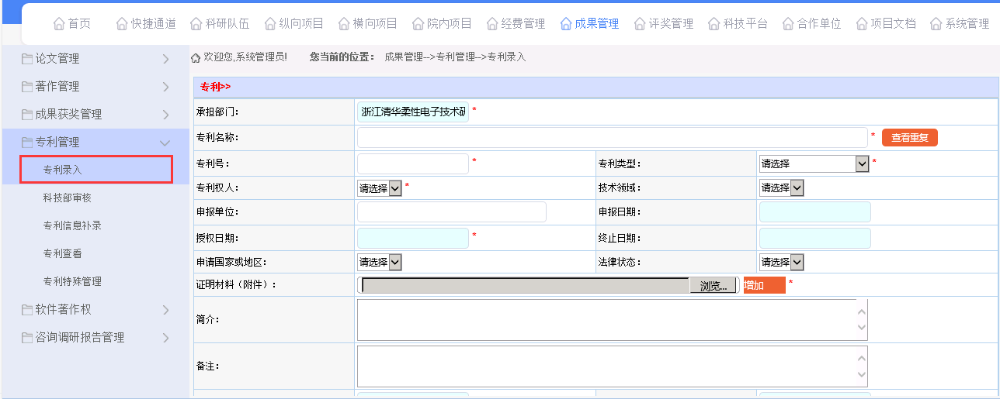 首页 快捷通道 科研队伍 纵向项目 横向项目 院内项目 经费管理 成果管理 评奖管理 科技平台 合作单位 项目文档 系统管理
论文管理
著作管理
成果获奖管理
专利管理
专利录入
科技部审核
专利信息补录
专利查看
专利特殊管理
软件著作权
咨询调研报告管理
欢迎您,系统管理员! 您当前的位置: 成果管理-->专利管理-->专利录入
专利>>
承担部门: 浙江清华柔性电子技术研 *
专利名称: * 查看重复
专利号: * 专利类型: 请选择 *
专利权人: 请选择 * 技术领域: 请选择
申报单位: 申报日期:
授权日期: * 终止日期:
申请国家或地区: 请选择 法律状态: 请选择
证明材料（附件）: 浏览... 增加 *
简介:
备注: